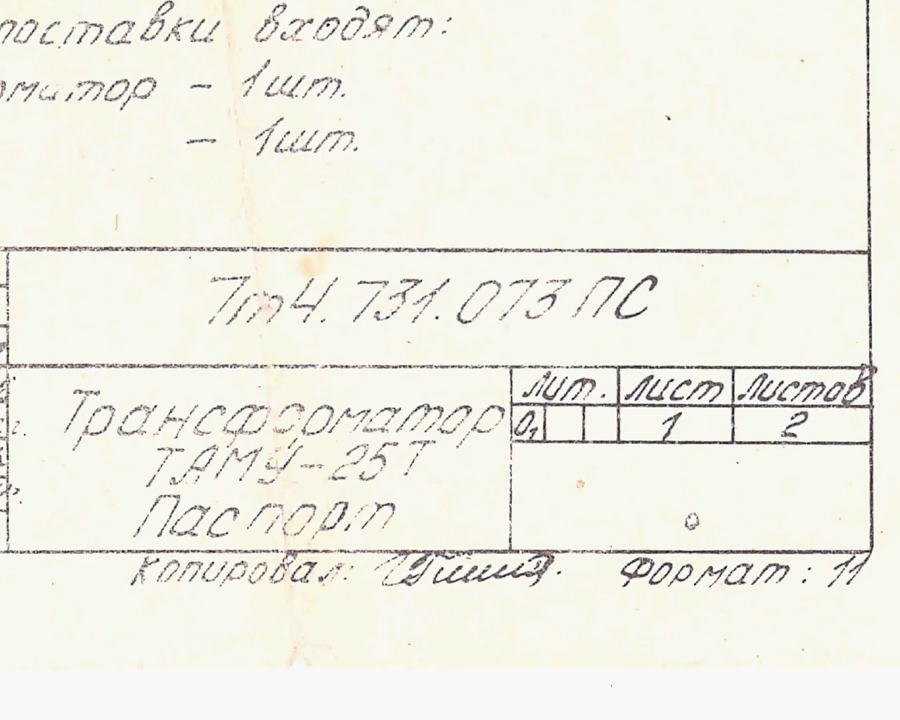 поставки входят:
– 1шт.
– 1шт.
7т4.731.073 ПС
Лит. Лист Листов
Трансформатор
О1 1 2
ТАМУ-25Т
Паспорт
Копировал: Формат: 11